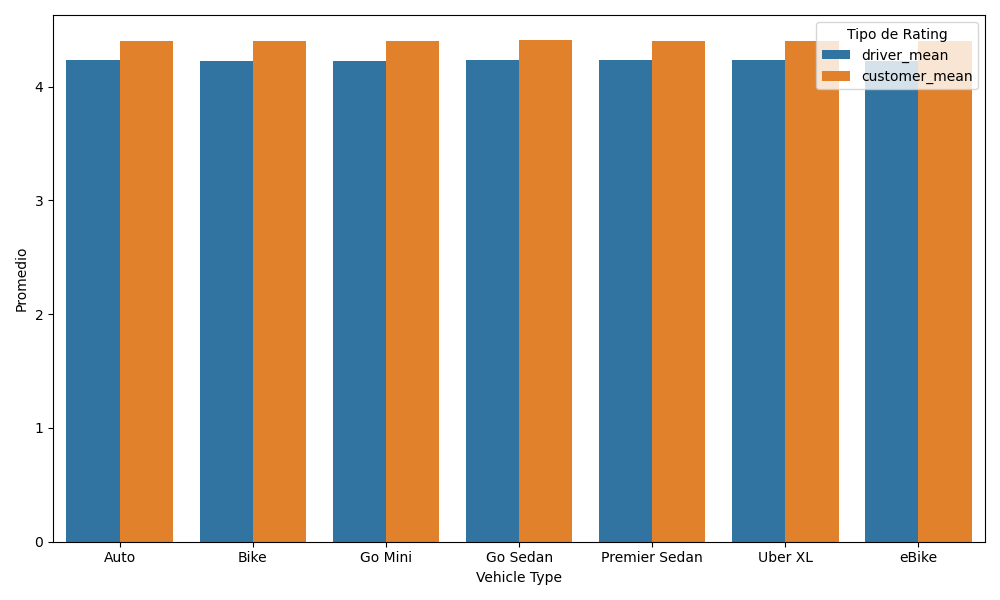 Tipo de Rating
driver_mean
customer_mean
Promedio
4
3
2
1
0
Auto Bike Go Mini Go Sedan Premier Sedan Uber XL eBike
Vehicle Type